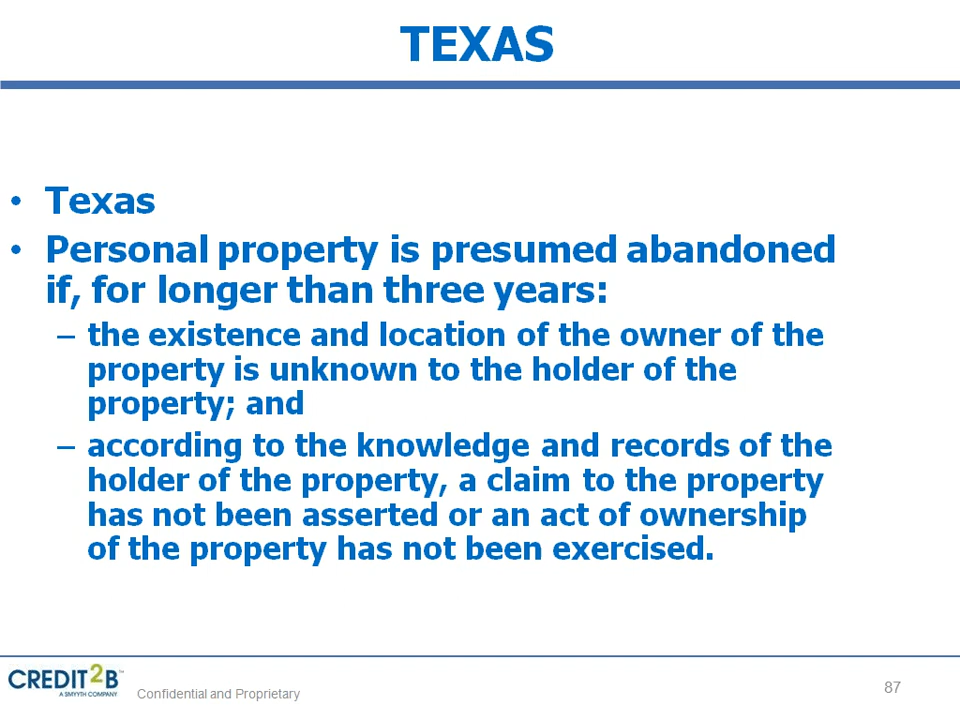 TEXAS
• Texas
• Personal property is presumed abandoned
if, for longer than three years:
– the existence and location of the owner of the
property is unknown to the holder of the
property; and
– according to the knowledge and records of the
holder of the property, a claim to the property
has not been asserted or an act of ownership
of the property has not been exercised.
CREDIT2B™
A SMYYTH COMPANY
Confidential and Proprietary
87